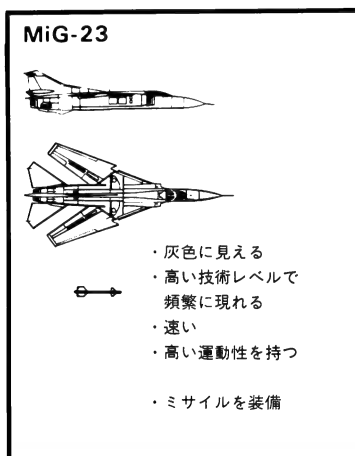 MiG-23
・灰色に見える
・高い技術レベルで
頻繁に現れる
・速い
・高い運動性を持つ
・ミサイルを装備